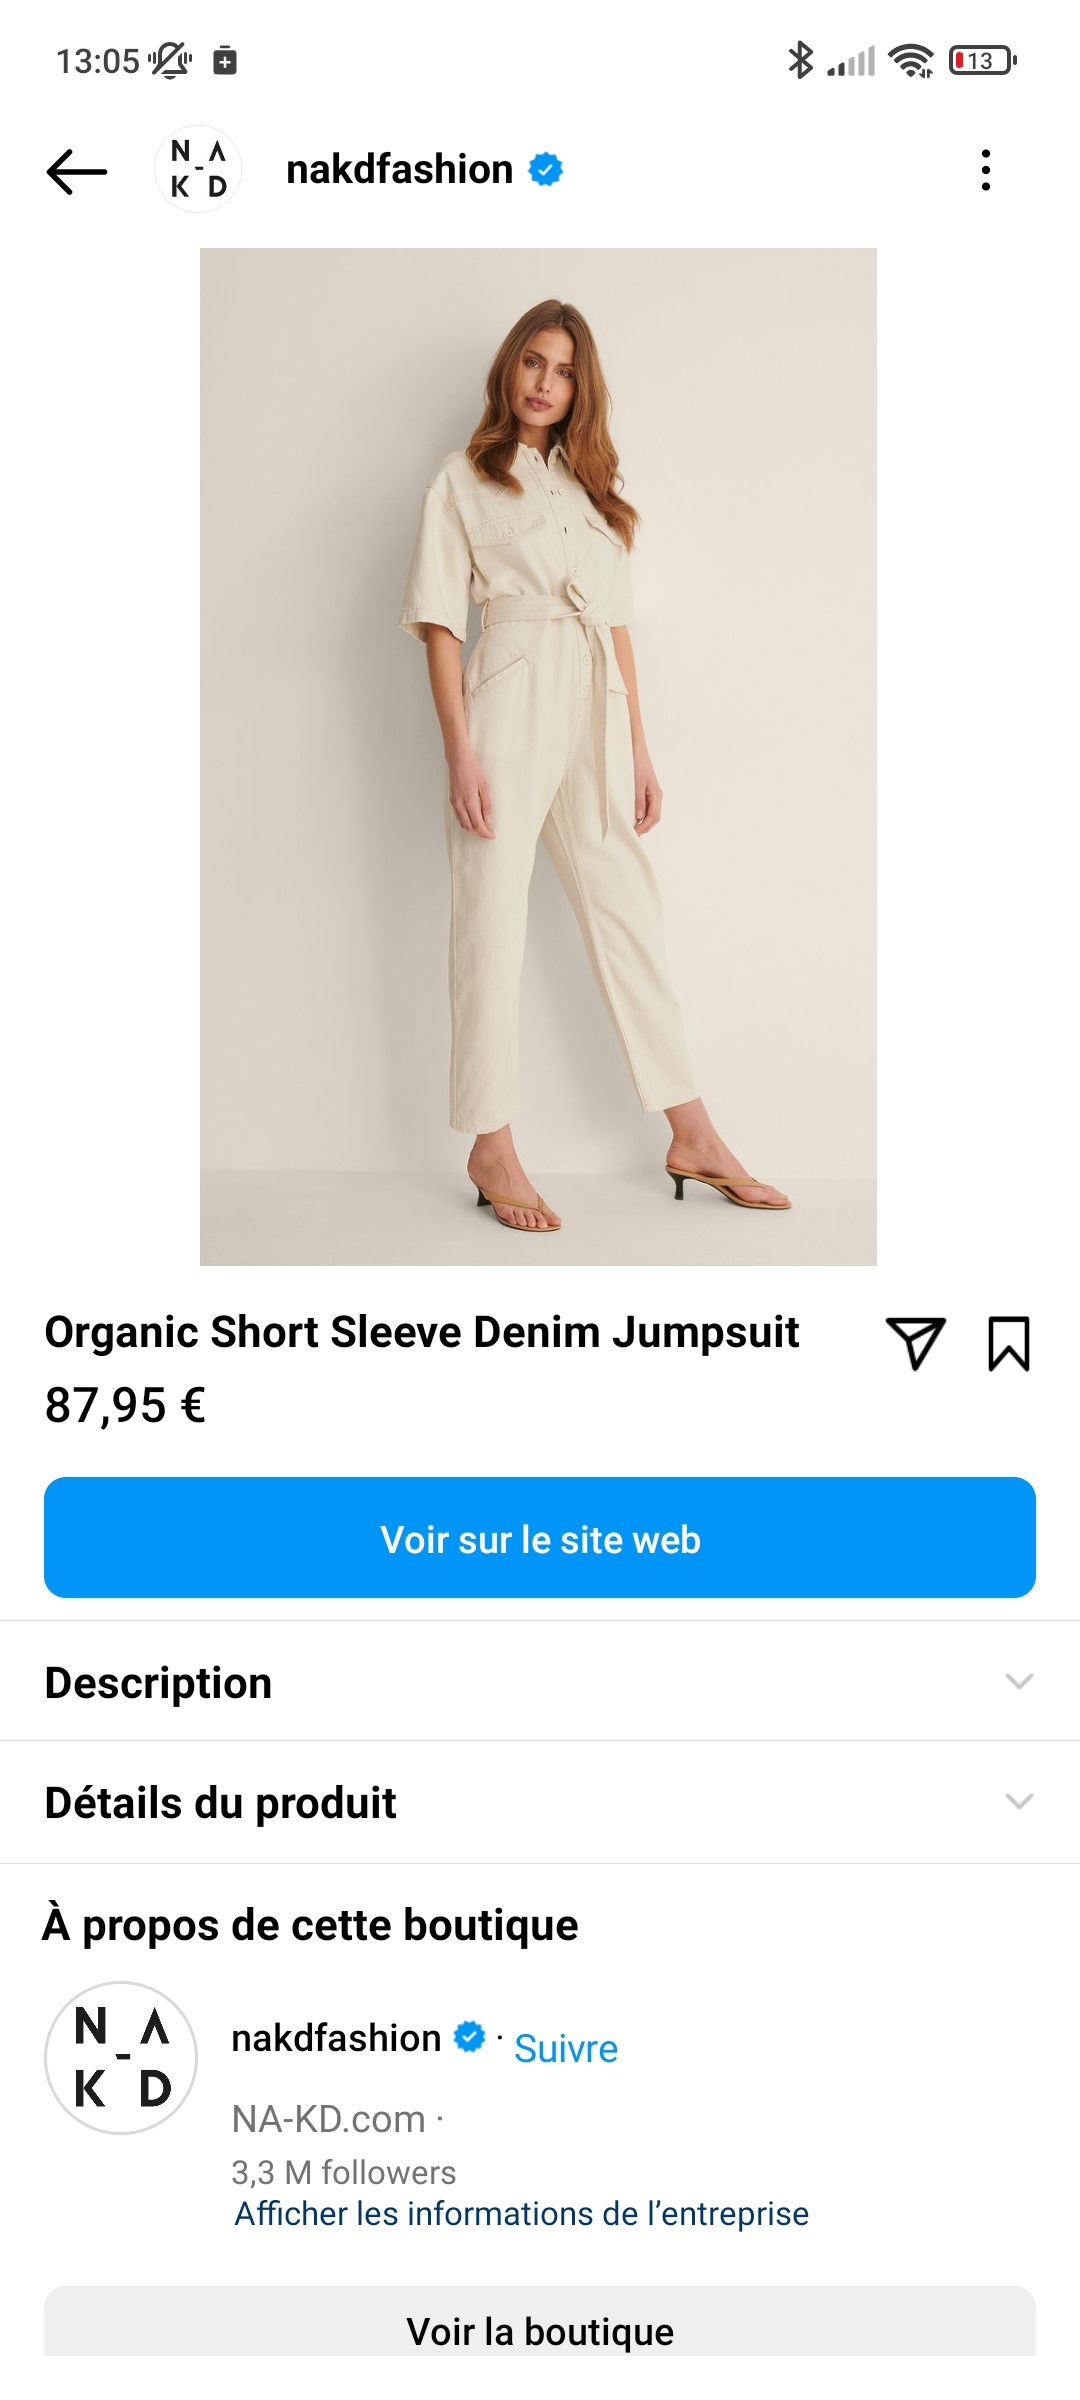 13:05
13
N A
- 
K D
nakdfashion
Organic Short Sleeve Denim Jumpsuit
87,95 €
Voir sur le site web
Description
Détails du produit
À propos de cette boutique
N A
-
K D
nakdfashion · Suivre
NA-KD.com ·
3,3 M followers
Afficher les informations de l’entreprise
Voir la boutique